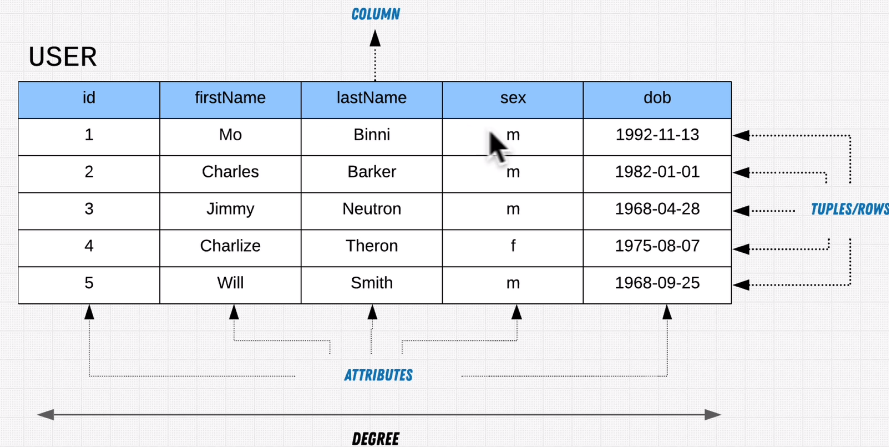 COLUMN
USER
id firstName lastName sex dob
1 Mo Binni m 1992-11-13
2 Charles Barker m 1982-01-01
3 Jimmy Neutron m 1968-04-28
TUPLES/ROWS
4 Charlize Theron f 1975-08-07
5 Will Smith m 1968-09-25
ATTRIBUTES
DEGREE